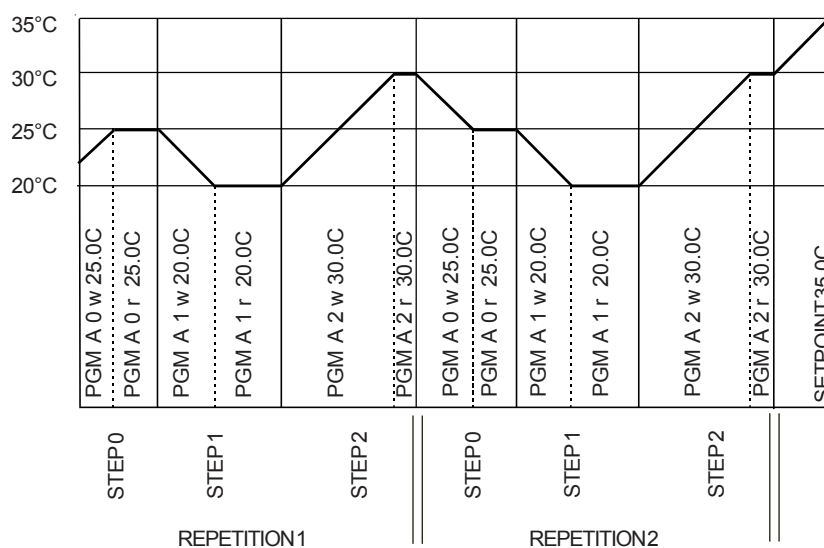 35°C
30°C
25°C
20°C
PGM A 0 w 25.0C
PGM A 0 r 25.0C
PGM A 1 w 20.0C
PGM A 1 r 20.0C
PGM A 2 w 30.0C
PGM A 2 r 30.0C
PGM A 0 w 25.0C
PGM A 0 r 25.0C
PGM A 1 w 20.0C
PGM A 1 r 20.0C
PGM A 2 w 30.0C
PGM A 2 r 30.0C
SETPOINT35.0C
STEP0
STEP1
STEP2
STEP0
STEP1
STEP2
REPETITION1
REPETITION2